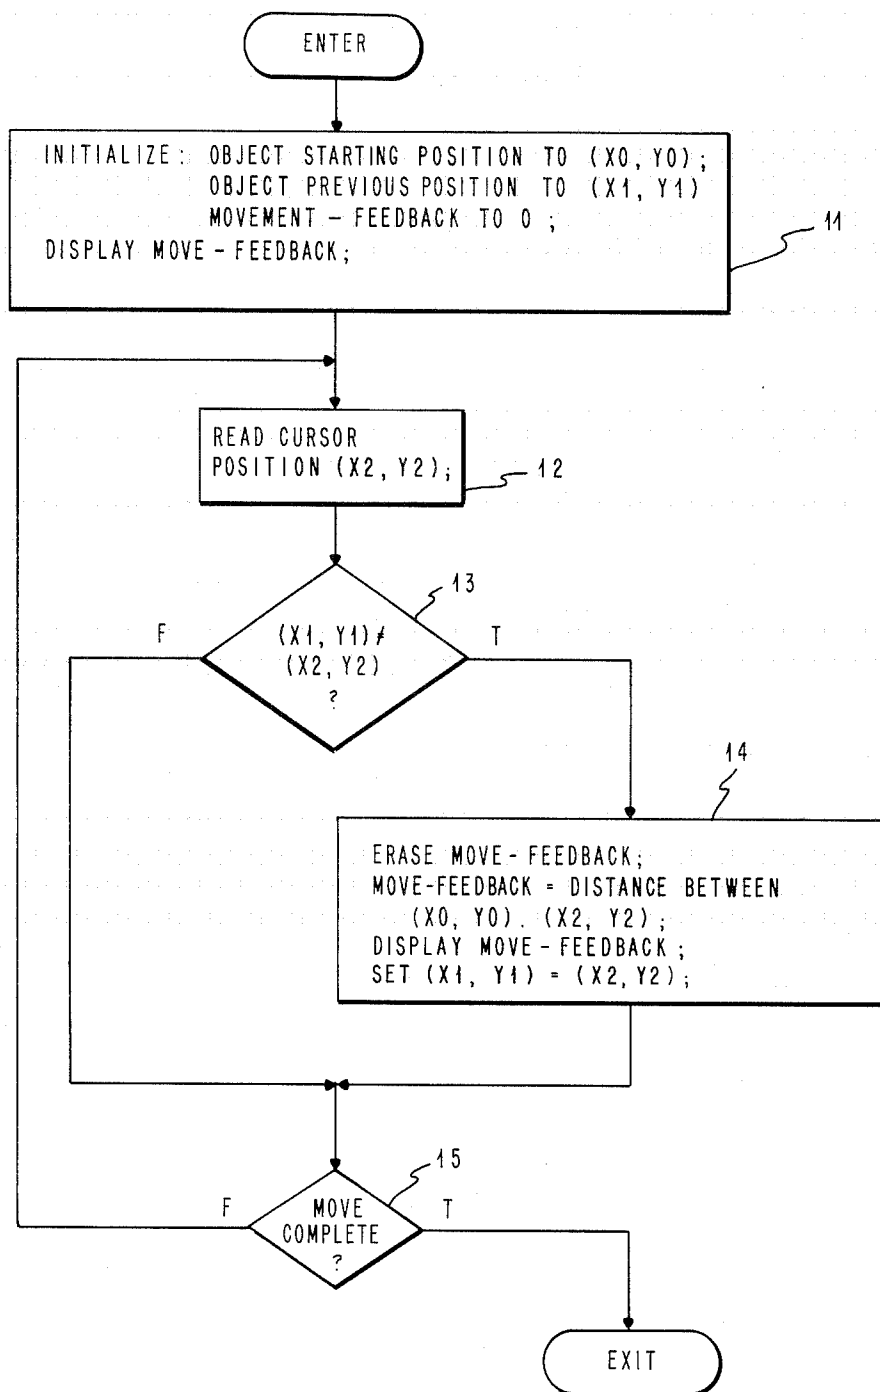 ENTER
INITIALIZE: OBJECT STARTING POSITION TO (X0, Y0);
OBJECT PREVIOUS POSITION TO (X1, Y1)
MOVEMENT - FEEDBACK TO 0 ;
DISPLAY MOVE - FEEDBACK;
11
READ CURSOR
POSITION (X2, Y2);
12
13
F
(X1, Y1) ≠
T
(X2, Y2)
?
14
ERASE MOVE - FEEDBACK;
MOVE-FEEDBACK = DISTANCE BETWEEN
(X0, Y0). (X2, Y2);
DISPLAY MOVE - FEEDBACK ;
SET (X1, Y1) = (X2, Y2);
15
F
MOVE
T
COMPLETE
?
EXIT